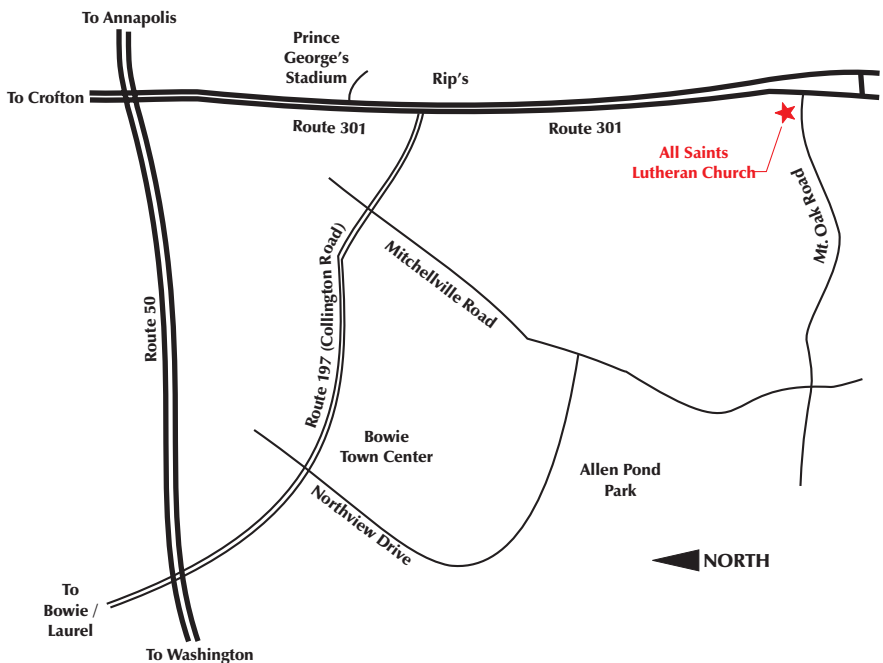 To Annapolis
Prince
George's
Stadium
Rip's
To Crofton
Route 301
Route 301
All Saints
Lutheran Church
Mt. Oak Road
Mitchellville Road
Route 50
Route 197 (Collington Road)
Bowie
Town Center
Allen Pond
Park
Northview Drive
NORTH
To
Bowie /
Laurel
To Washington